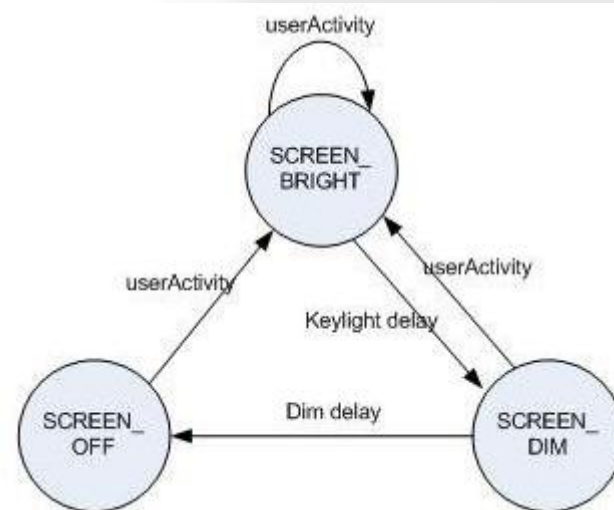 userActivity
SCREEN_
BRIGHT
userActivity
userActivity
Keylight delay
SCREEN_
OFF
Dim delay
SCREEN_
DIM